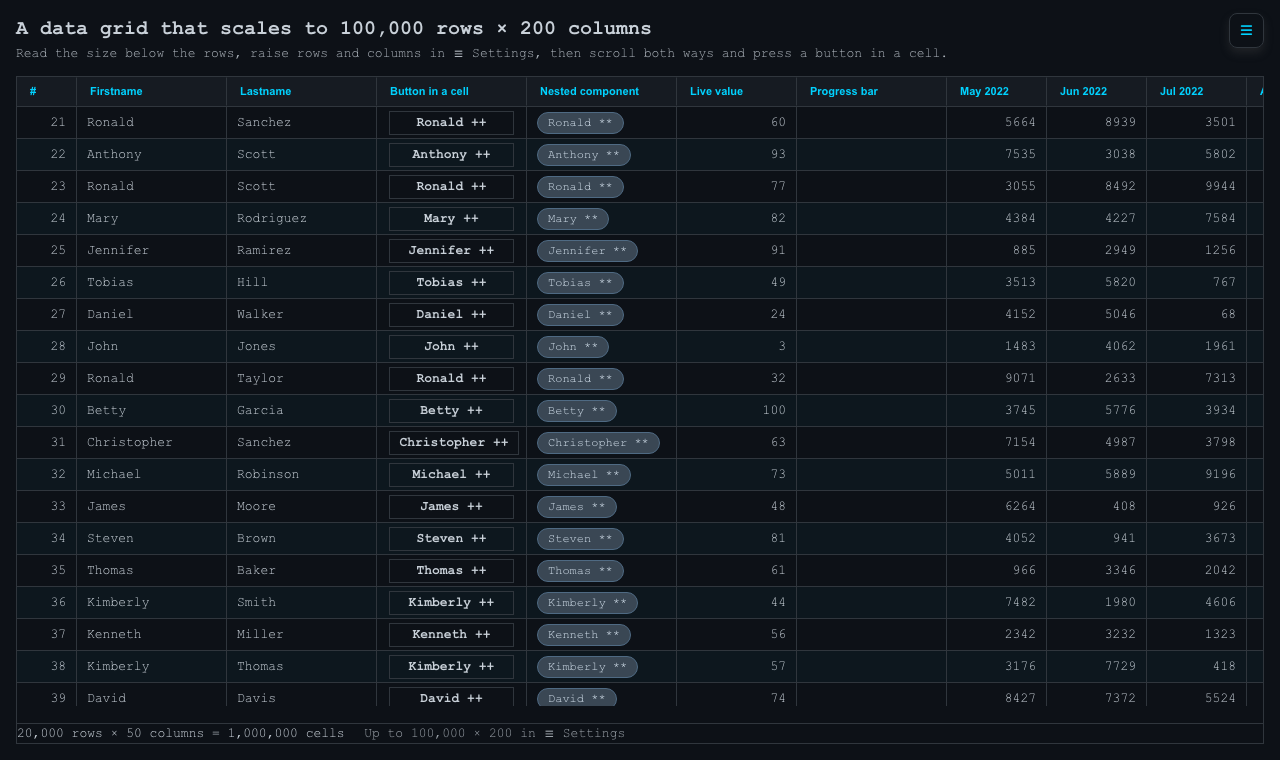 A data grid that scales to 100,000 rows × 200 columns
Read the size below the rows, raise rows and columns in ≡ Settings, then scroll both ways and press a button in a cell.
# Firstname Lastname Button in a cell Nested component Live value Progress bar May 2022 Jun 2022 Jul 2022
21 Ronald Sanchez Ronald ++ Ronald ** 60 5664 8939 3501
22 Anthony Scott Anthony ++ Anthony ** 93 7535 3038 5802
23 Ronald Scott Ronald ++ Ronald ** 77 3055 8492 9944
24 Mary Rodriguez Mary ++ Mary ** 82 4384 4227 7584
25 Jennifer Ramirez Jennifer ++ Jennifer ** 91 885 2949 1256
26 Tobias Hill Tobias ++ Tobias ** 49 3513 5820 767
27 Daniel Walker Daniel ++ Daniel ** 24 4152 5046 68
28 John Jones John ++ John ** 3 1483 4062 1961
29 Ronald Taylor Ronald ++ Ronald ** 32 9071 2633 7313
30 Betty Garcia Betty ++ Betty ** 100 3745 5776 3934
31 Christopher Sanchez Christopher ++ Christopher ** 63 7154 4987 3798
32 Michael Robinson Michael ++ Michael ** 73 5011 5889 9196
33 James Moore James ++ James ** 48 6264 408 926
34 Steven Brown Steven ++ Steven ** 81 4052 941 3673
35 Thomas Baker Thomas ++ Thomas ** 61 966 3346 2042
36 Kimberly Smith Kimberly ++ Kimberly ** 44 7482 1980 4606
37 Kenneth Miller Kenneth ++ Kenneth ** 56 2342 3232 1323
38 Kimberly Thomas Kimberly ++ Kimberly ** 57 3176 7729 418
39 David Davis David ++ David ** 74 8427 7372 5524
20,000 rows × 50 columns = 1,000,000 cells Up to 100,000 × 200 in ≡ Settings